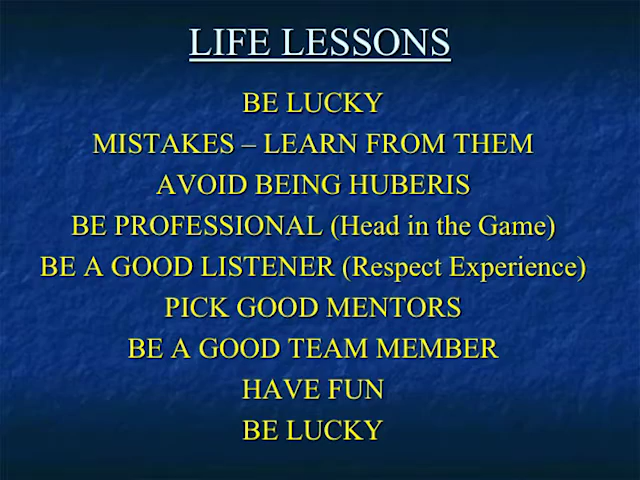 LIFE LESSONS
BE LUCKY
MISTAKES – LEARN FROM THEM
AVOID BEING HUBERIS
BE PROFESSIONAL (Head in the Game)
BE A GOOD LISTENER (Respect Experience)
PICK GOOD MENTORS
BE A GOOD TEAM MEMBER
HAVE FUN
BE LUCKY